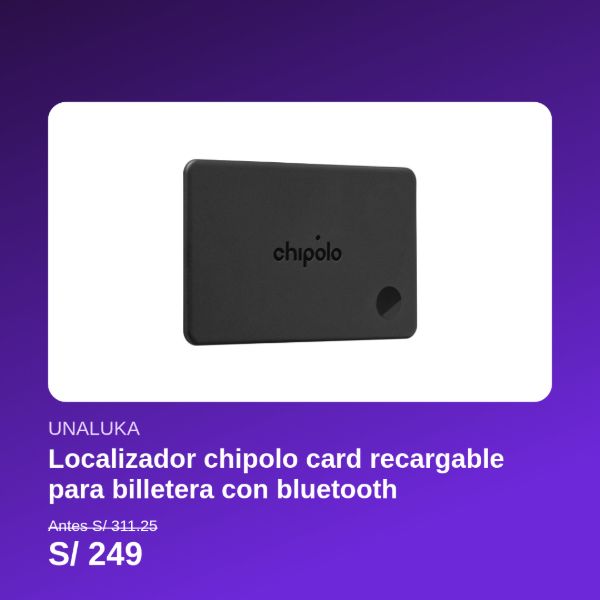 chipolo
UNALUKA
Localizador chipolo card recargable
para billetera con bluetooth
Antes S/ 311.25
S/ 249